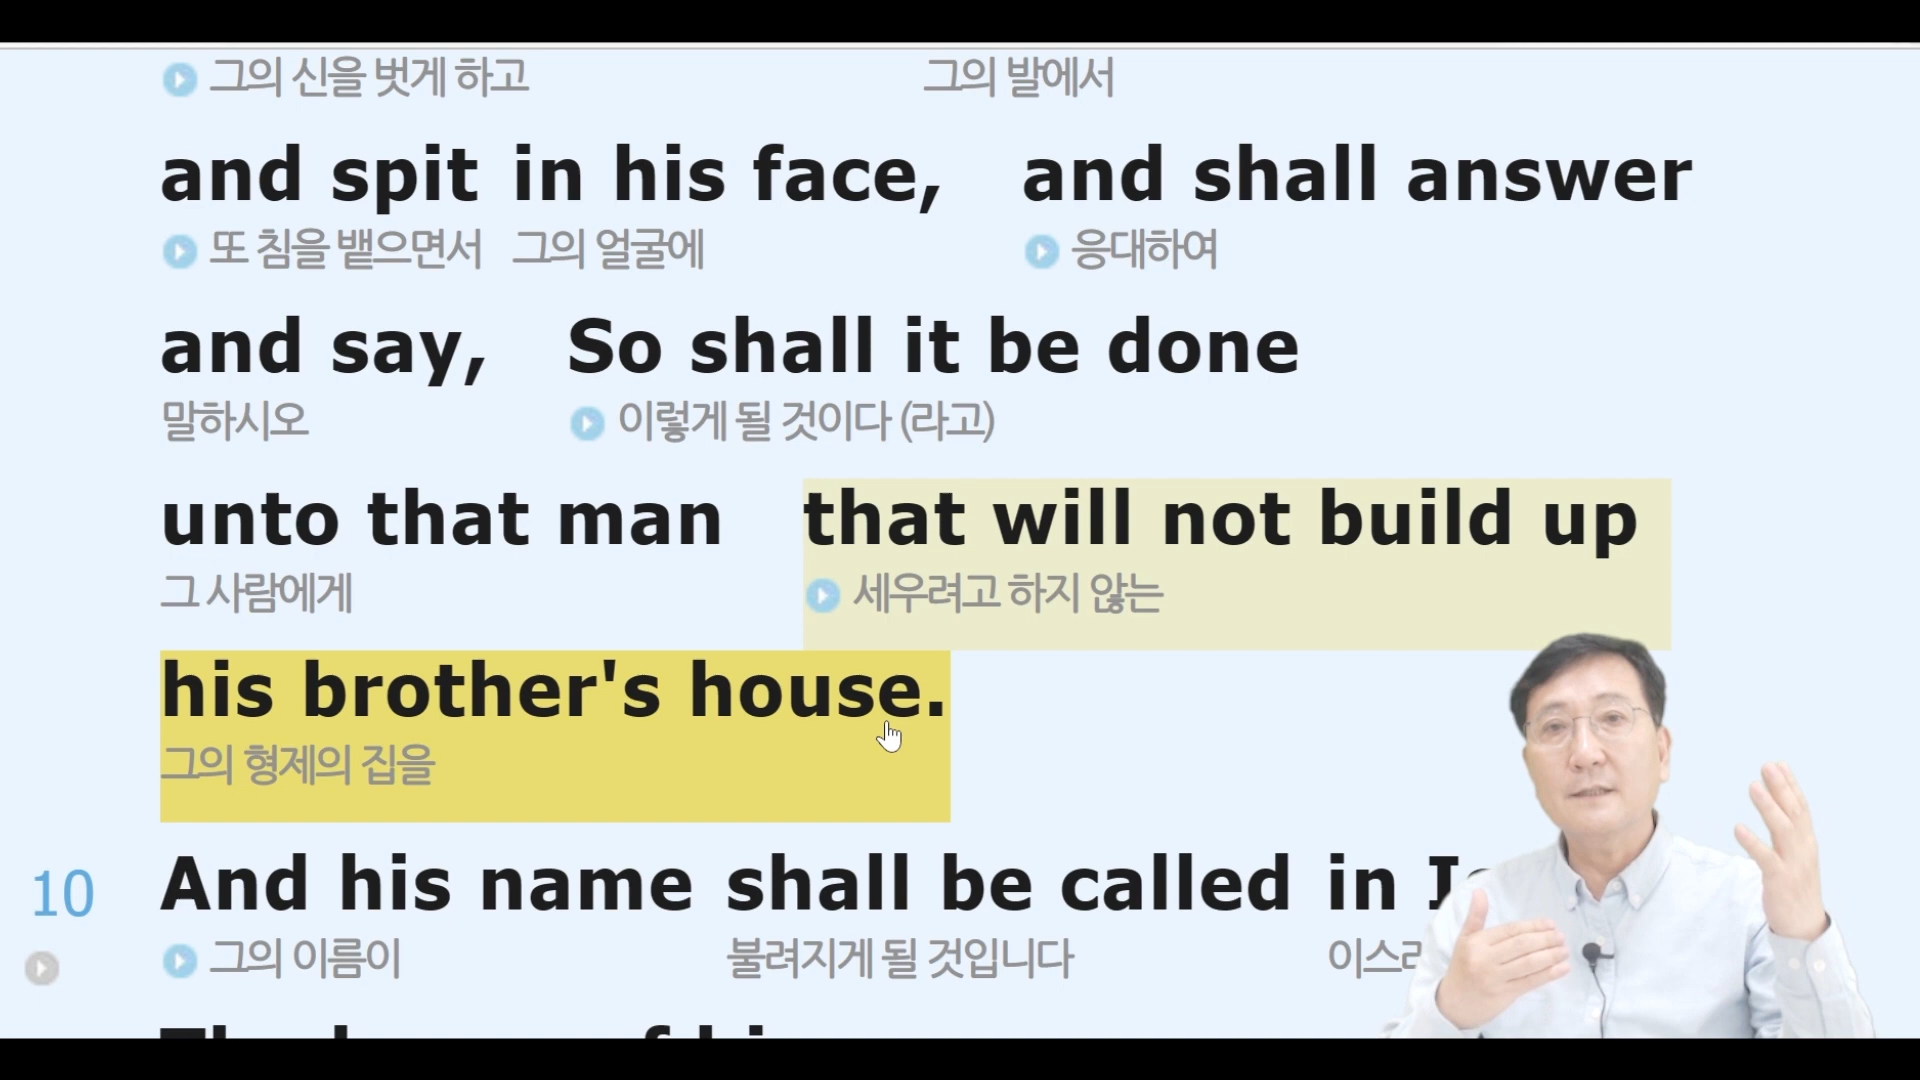 그의 신을 벗게 하고 그의 발에서
and spit in his face, and shall answer
또 침을 뱉으면서 그의 얼굴에 응대하여
and say, So shall it be done
말하시오 이렇게 될 것이다 (라고)
unto that man that will not build up
그 사람에게 세우려고 하지 않는
his brother's house.
그의 형제의 집을
10 And his name shall be called in
그의 이름이 불려지게 될 것입니다